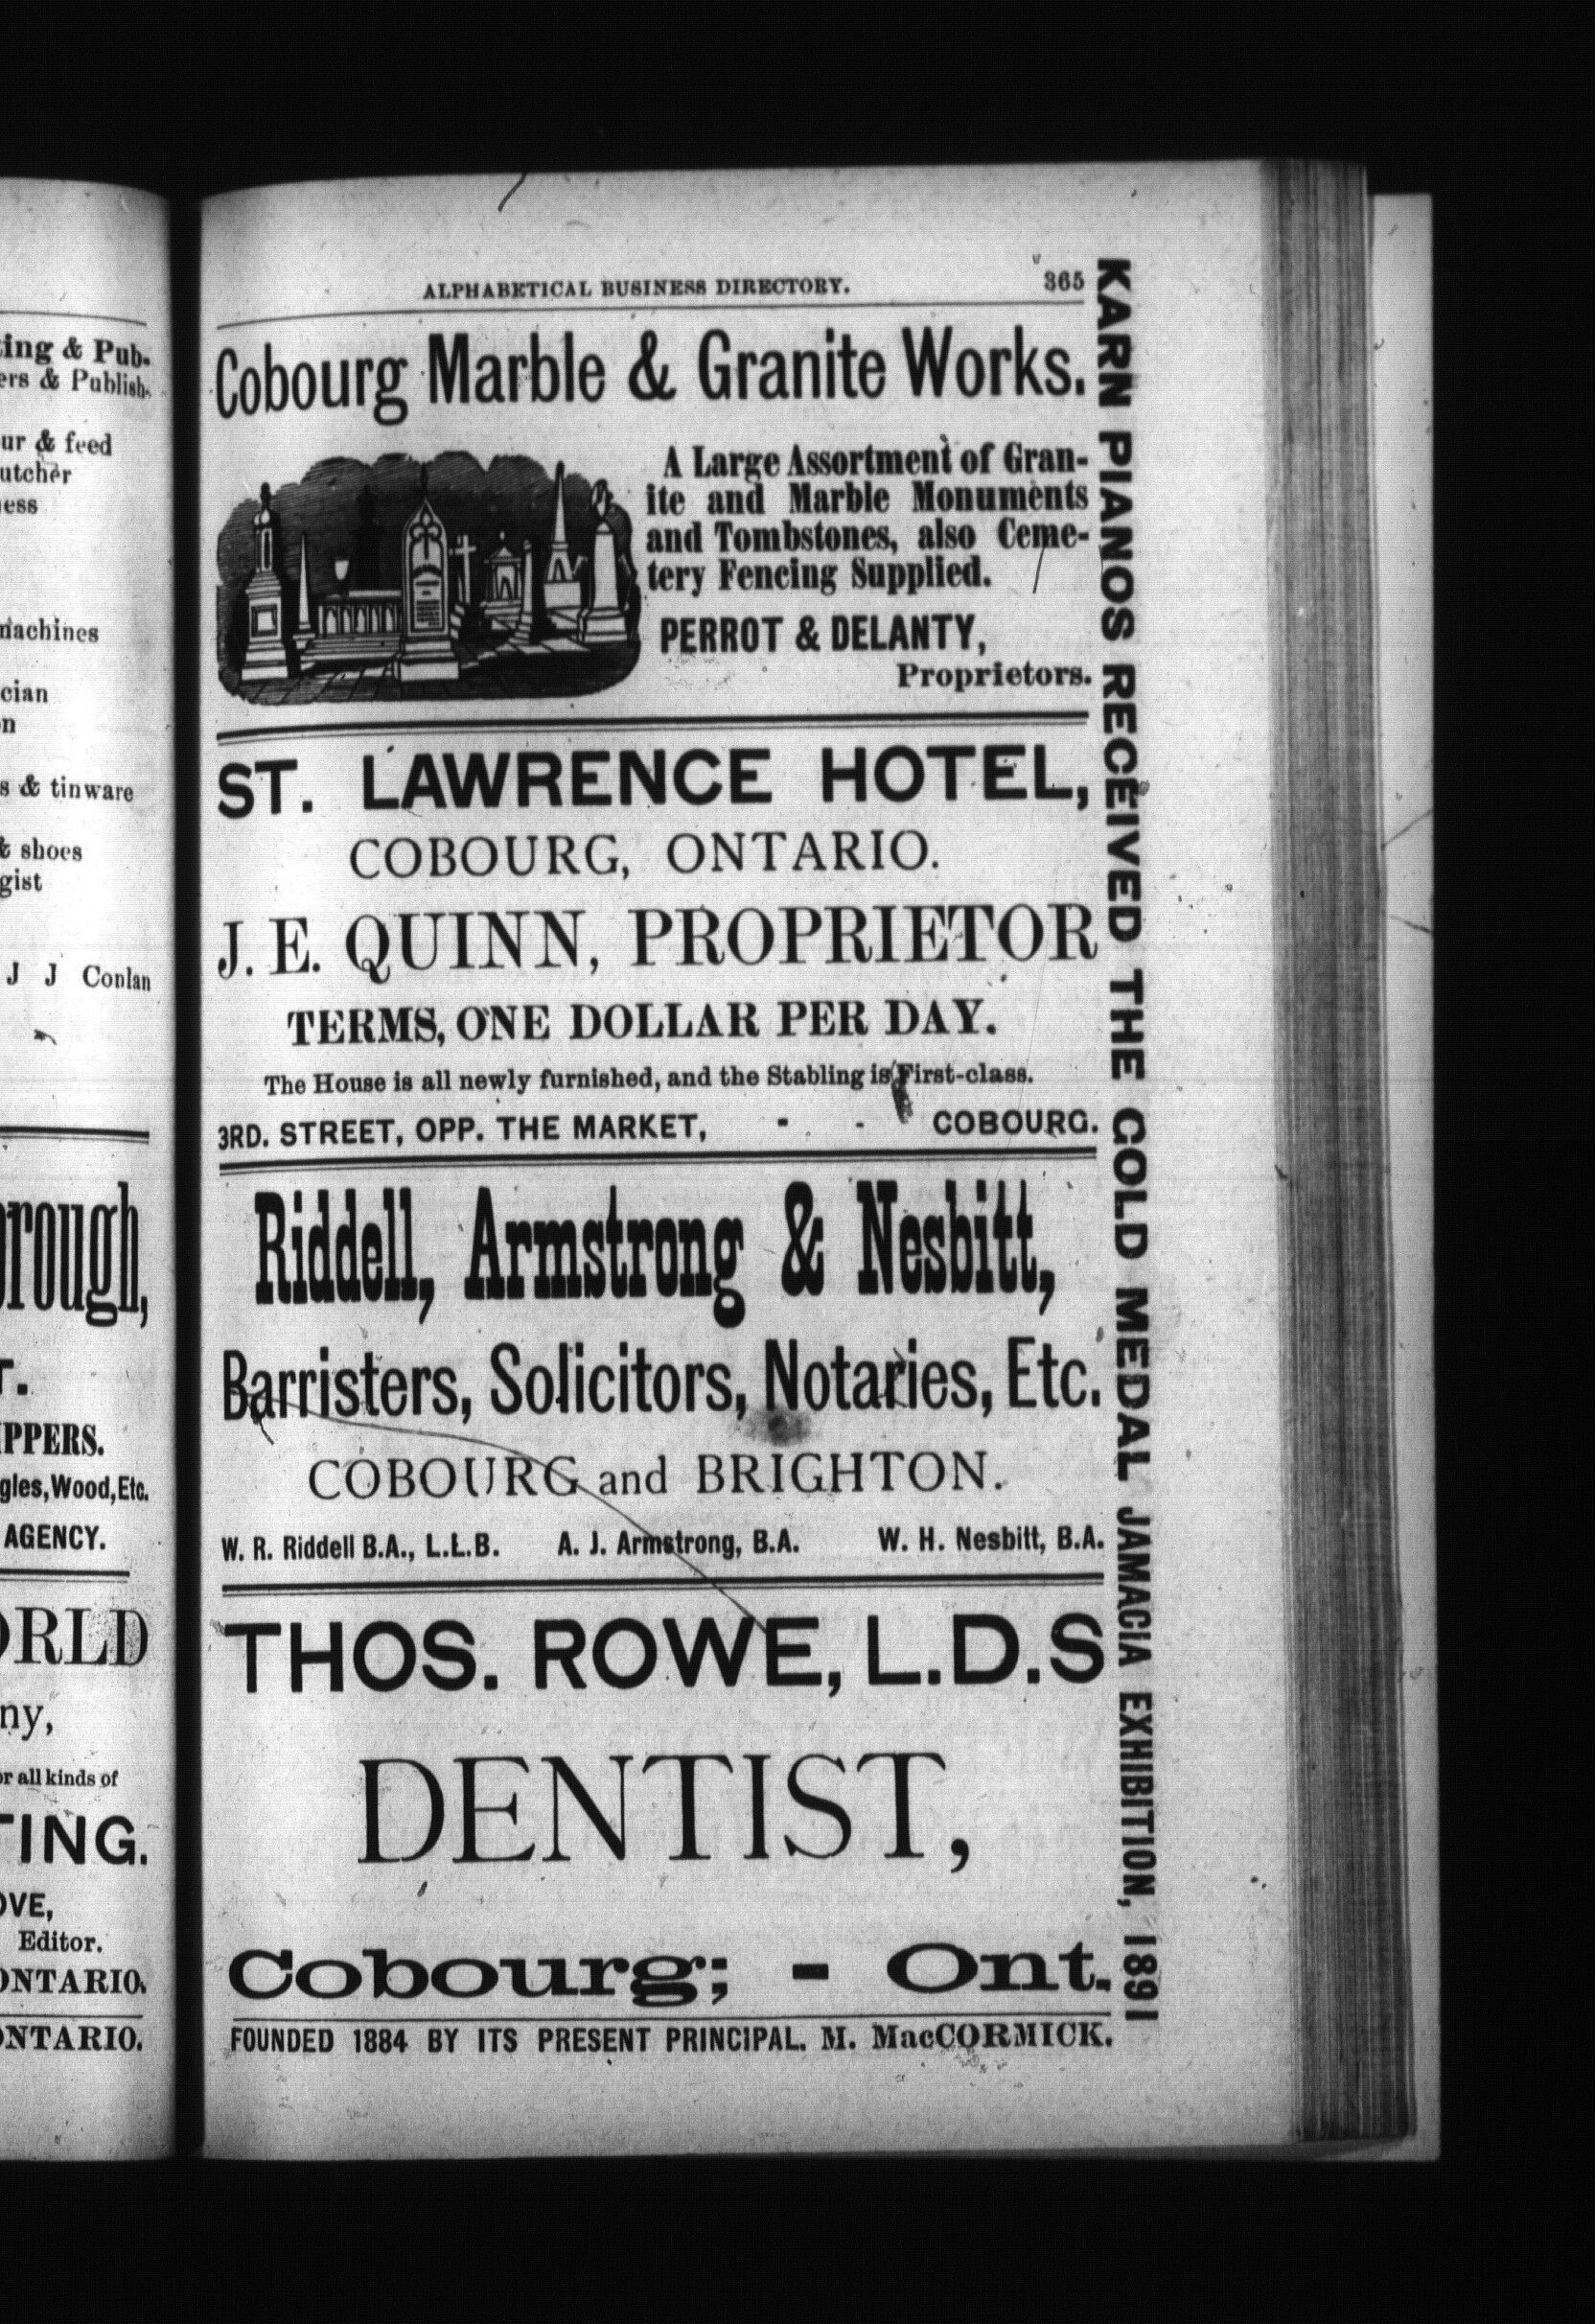 ting & Pub.
ers & Publish.
ur & feed
utcher
ess
machines
cian
n
s & tinware
& shoes
gist
J J Conlan
orough,
T.
IPPERS.
gles, Wood, Etc.
AGENCY.
ORLD
ny,
or all kinds of
TING.
OVE,
Editor.
ONTARIO.
ONTARIO.
ALPHABETICAL BUSINESS DIRECTORY. 365
Cobourg Marble & Granite Works.
A Large Assortment of Gran-
ite and Marble Monuments
and Tombstones, also Ceme-
tery Fencing Supplied.
PERROT & DELANTY,
Proprietors.
ST. LAWRENCE HOTEL,
COBOURG, ONTARIO.
J. E. QUINN, PROPRIETOR
TERMS, ONE DOLLAR PER DAY.
The House is all newly furnished, and the Stabling is First-class.
3RD. STREET, OPP. THE MARKET, - - COBOURG.
Riddell, Armstrong & Nesbitt,
Barristers, Solicitors, Notaries, Etc.
COBOURG and BRIGHTON.
W. R. Riddell B.A., L.L.B. A. J. Armstrong, B.A. W. H. Nesbitt, B.A.
THOS. ROWE, L.D.S
DENTIST,
Cobourg; - Ont.
FOUNDED 1884 BY ITS PRESENT PRINCIPAL. M. MacCORMICK.
KARN PIANOS RECEIVED THE GOLD MEDAL JAMACIA EXHIBITION, 1891